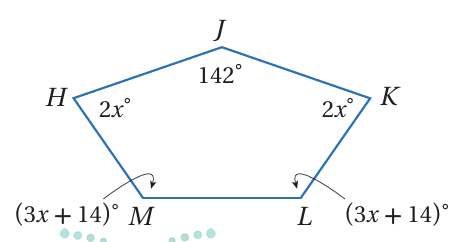 J
142°
H 2x° 2x° K
(3x + 14)° M L (3x + 14)°